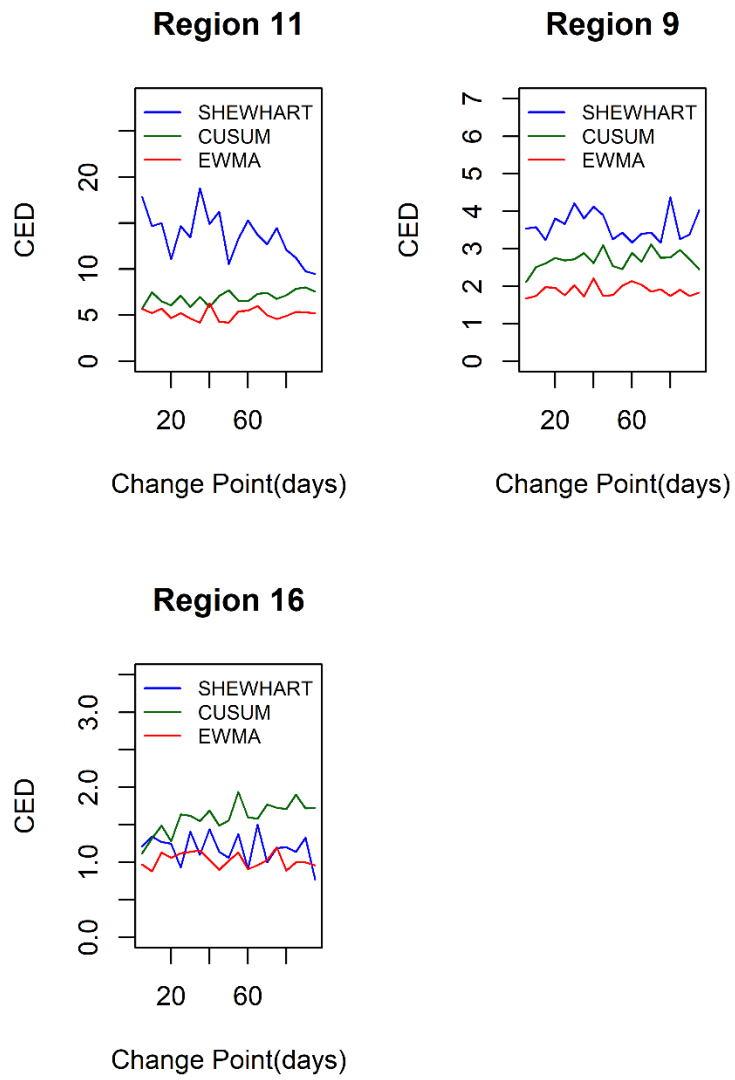 Region 11
SHEWHART
CUSUM
EWMA
CED
0
5
10
20
20
60
Change Point(days)
Region 9
SHEWHART
CUSUM
EWMA
CED
0
1
2
3
4
5
6
7
20
60
Change Point(days)
Region 16
SHEWHART
CUSUM
EWMA
CED
0.0
1.0
2.0
3.0
20
60
Change Point(days)